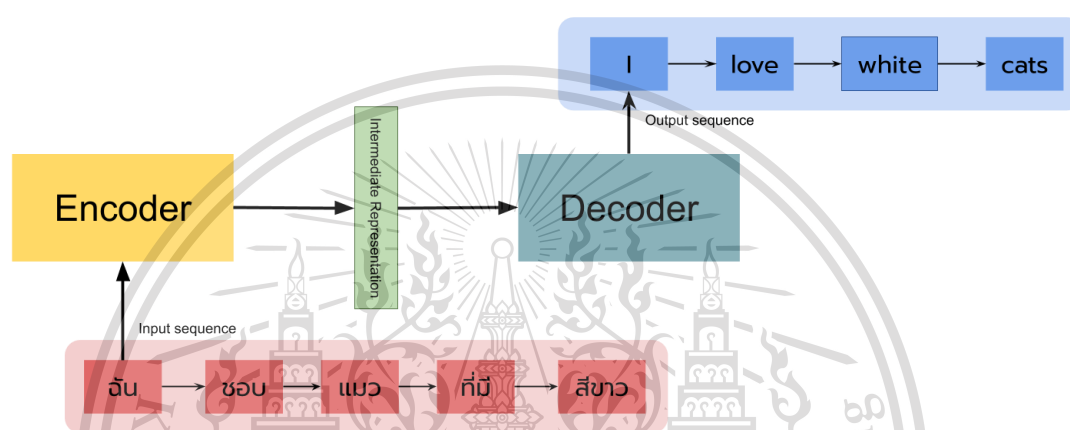 I love white cats
Output sequence
Intermediate Representation
Encoder
Decoder
Input sequence
ฉัน ชอบ แมว ที่มี สีขาว